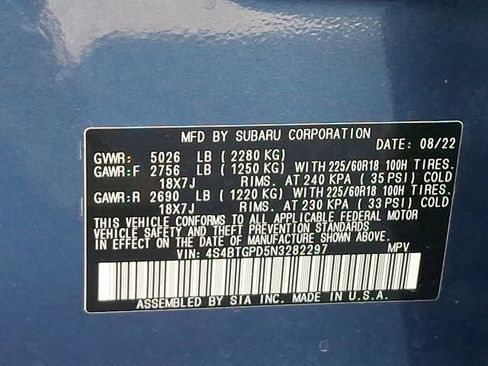 MFD BY SUBARU CORPORATION
DATE: 08/22
GVWR: 5026 LB (2280 KG)
GAWR:F 2756 LB (1250 KG) WITH 225/60R18 100H TIRES.
18X7J RIMS. AT 240 KPA (35 PSI) COLD
GAWR:R 2690 LB (1220 KG) WITH 225/60R18 100H TIRES.
18X7J RIMS. AT 230 KPA (33 PSI) COLD
THIS VEHICLE CONFORMS TO ALL APPLICABLE FEDERAL MOTOR
VEHICLE SAFETY AND THEFT PREVENTION STANDARDS
IN EFFECT ON THE DATE OF MANUFACTURE SHOWN ABOVE.
VIN: 4S4BTGPD5N3282297 MPV
ASSEMBLED BY SIA INC. MADE IN U.S.A.